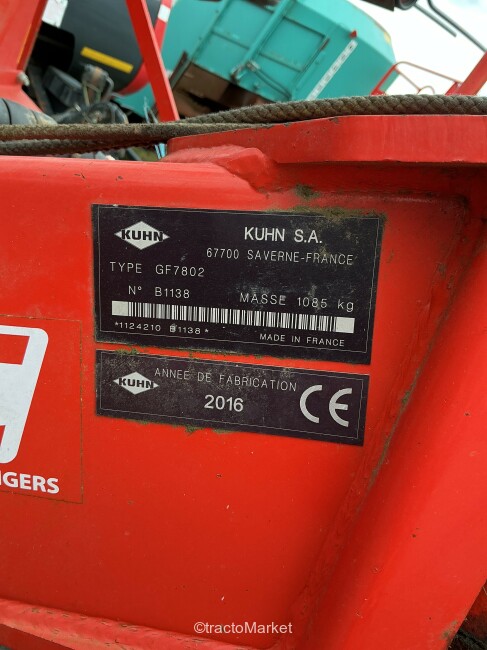 KUHN
KUHN S.A.
67700 SAVERNE-FRANCE
TYPE GF7802
N° B1138 MASSE 1085 kg
*1124210 B1138*
MADE IN FRANCE
KUHN
ANNEE DE FABRICATION
2016
CE
NGERS
©tractoMarket